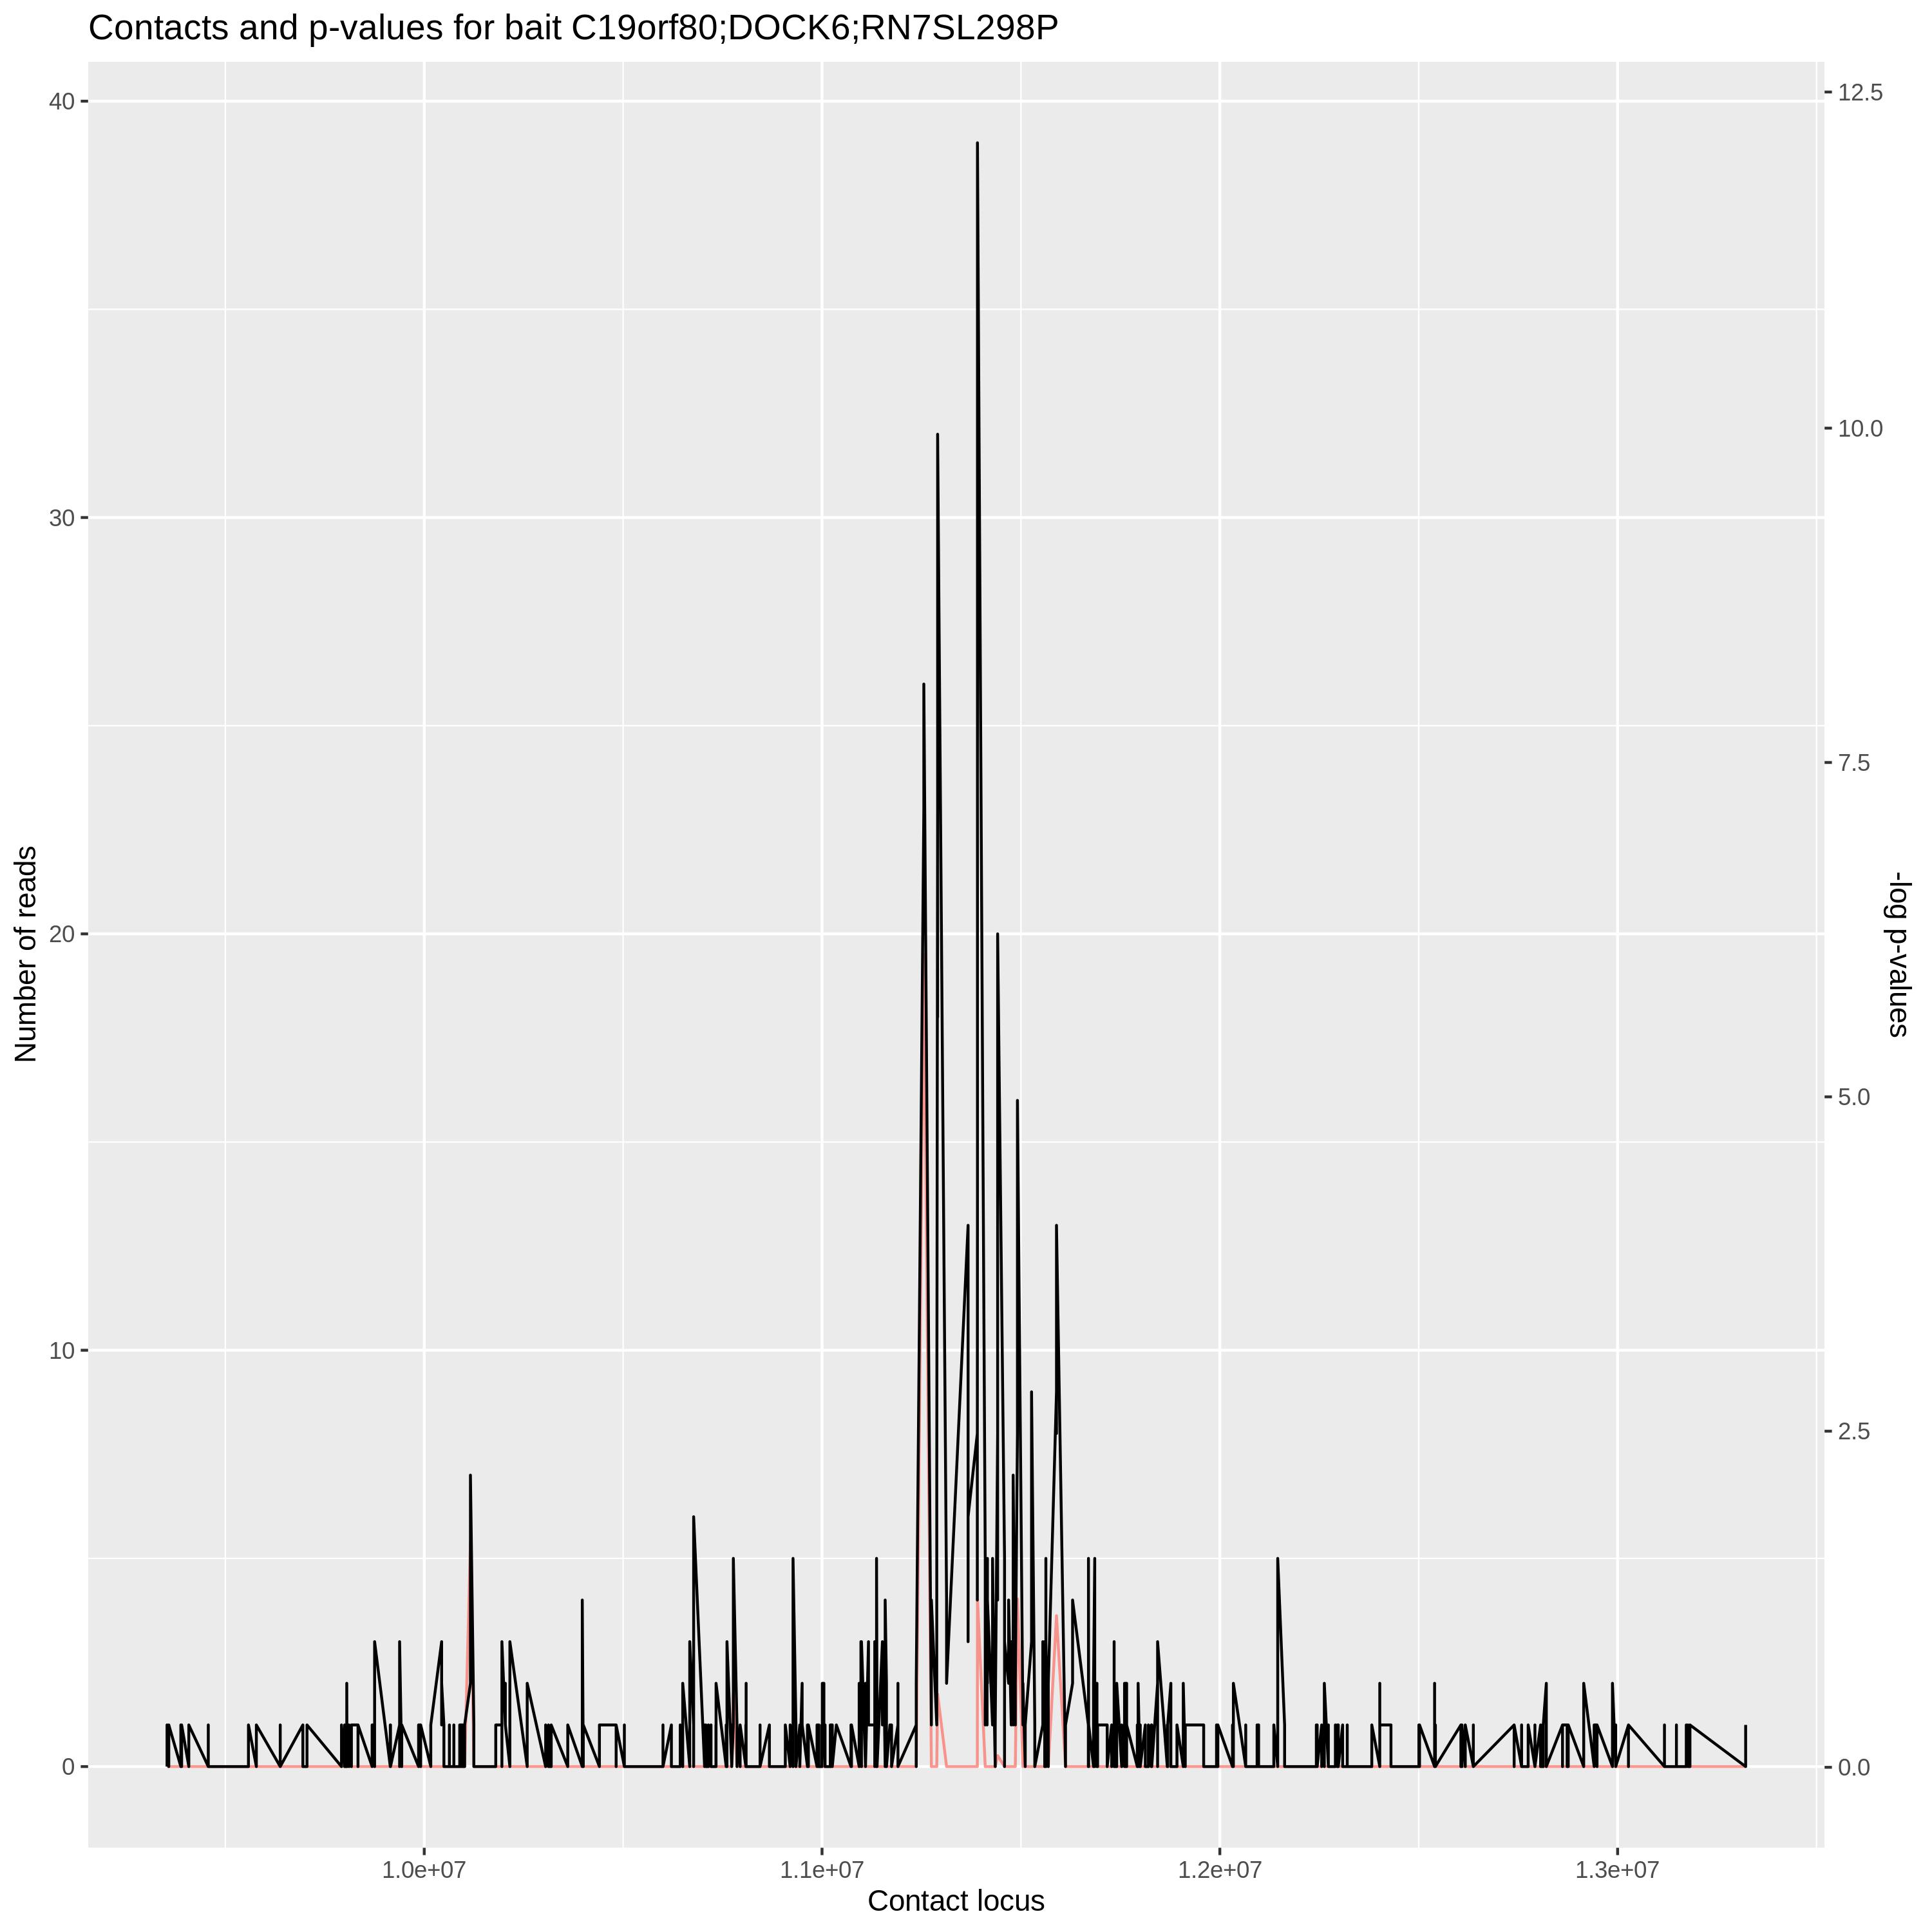 Contacts and p-values for bait C19orf80;DOCK6;RN7SL298P
40
30
20
10
0
Number of reads
12.5
10.0
7.5
5.0
2.5
0.0
-log p-values
1.0e+07
1.1e+07
1.2e+07
1.3e+07
Contact locus